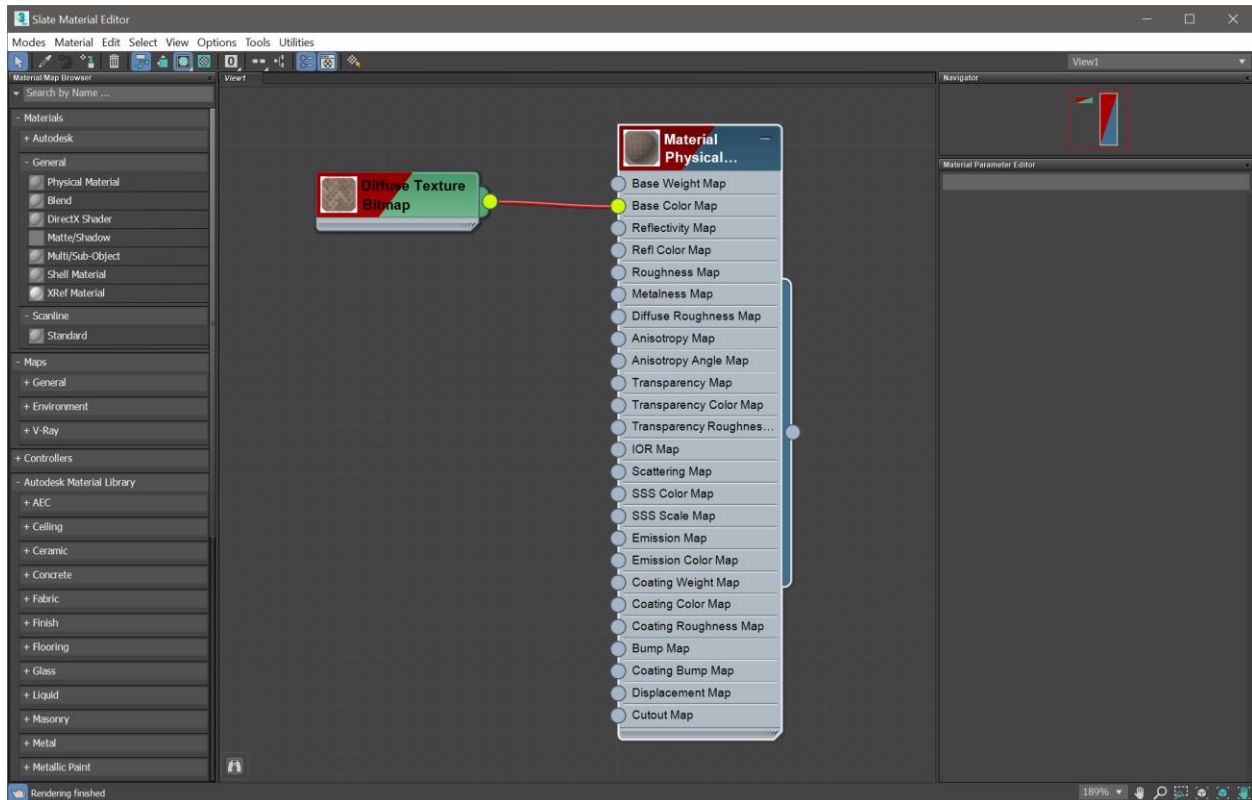 3 Slate Material Editor
Modes Material Edit Select View Options Tools Utilities
0
View1
Material/Map Browser
Search by Name ...
- Materials
+ Autodesk
- General
Physical Material
Blend
DirectX Shader
Matte/Shadow
Multi/Sub-Object
Shell Material
XRef Material
- Scanline
Standard
- Maps
+ General
+ Environment
+ V-Ray
+ Controllers
- Autodesk Material Library
+ AEC
+ Ceiling
+ Ceramic
+ Concrete
+ Fabric
+ Finish
+ Flooring
+ Glass
+ Liquid
+ Masonry
+ Metal
+ Metallic Paint
View1
Diffuse Texture
Bitmap
Material
Physical...
Base Weight Map
Base Color Map
Reflectivity Map
Refl Color Map
Roughness Map
Metalness Map
Diffuse Roughness Map
Anisotropy Map
Anisotropy Angle Map
Transparency Map
Transparency Color Map
Transparency Roughnes...
IOR Map
Scattering Map
SSS Color Map
SSS Scale Map
Emission Map
Emission Color Map
Coating Weight Map
Coating Color Map
Coating Roughness Map
Bump Map
Coating Bump Map
Displacement Map
Cutout Map
Navigator
Material Parameter Editor
Rendering finished
189%